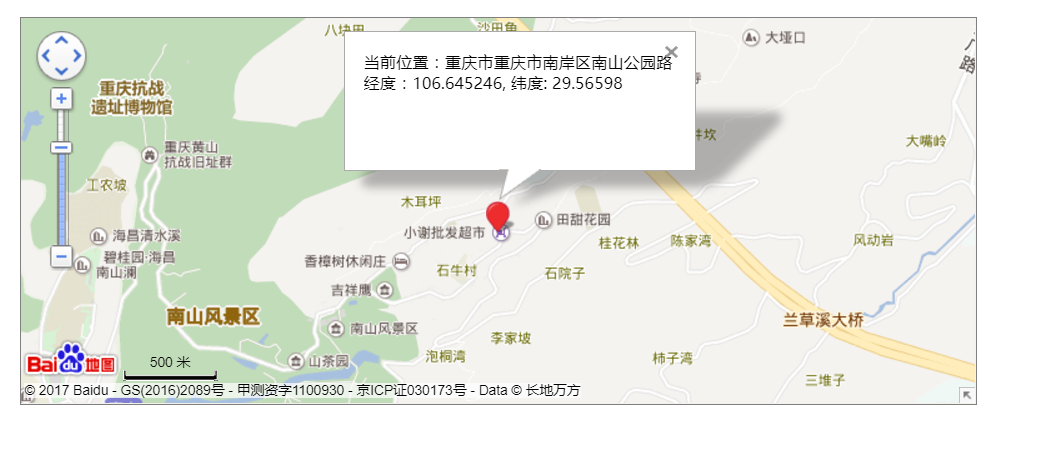 八块田
沙田角
大垭口
当前位置：重庆市重庆市南岸区南山公园路
经度：106.645246, 纬度: 29.56598
路
重庆抗战
遗址博物馆
重庆黄山
抗战旧址群
井坎
大嘴岭
工农坡
木耳坪
田甜花园
小谢批发超市
海昌清水溪
桂花林
陈家湾
风动岩
碧桂园·海昌
南山澜
香樟树休闲庄
石牛村
石院子
吉祥鹰
南山风景区
南山风景区
兰草溪大桥
李家坡
泡桐湾
柿子湾
山茶园
三堆子
500 米
Bai du 地图
© 2017 Baidu - GS(2016)2089号 - 甲测资字1100930 - 京ICP证030173号 - Data © 长地万方